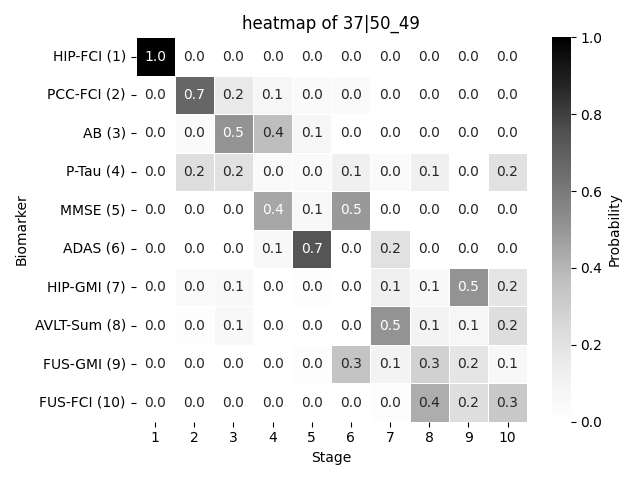 heatmap of 37|50_49
HIP-FCI (1) 1.0 0.0 0.0 0.0 0.0 0.0 0.0 0.0 0.0 0.0
PCC-FCI (2) 0.0 0.7 0.2 0.1 0.0 0.0 0.0 0.0 0.0 0.0
AB (3) 0.0 0.0 0.5 0.4 0.1 0.0 0.0 0.0 0.0 0.0
P-Tau (4) 0.0 0.2 0.2 0.0 0.0 0.1 0.0 0.1 0.0 0.2
MMSE (5) 0.0 0.0 0.0 0.4 0.1 0.5 0.0 0.0 0.0 0.0
ADAS (6) 0.0 0.0 0.0 0.1 0.7 0.0 0.2 0.0 0.0 0.0
HIP-GMI (7) 0.0 0.0 0.1 0.0 0.0 0.0 0.1 0.1 0.5 0.2
AVLT-Sum (8) 0.0 0.0 0.1 0.0 0.0 0.0 0.5 0.1 0.1 0.2
FUS-GMI (9) 0.0 0.0 0.0 0.0 0.0 0.3 0.1 0.3 0.2 0.1
FUS-FCI (10) 0.0 0.0 0.0 0.0 0.0 0.0 0.0 0.4 0.2 0.3
1 2 3 4 5 6 7 8 9 10
Stage
Biomarker
1.0
0.8
0.6
0.4
0.2
0.0
Probability